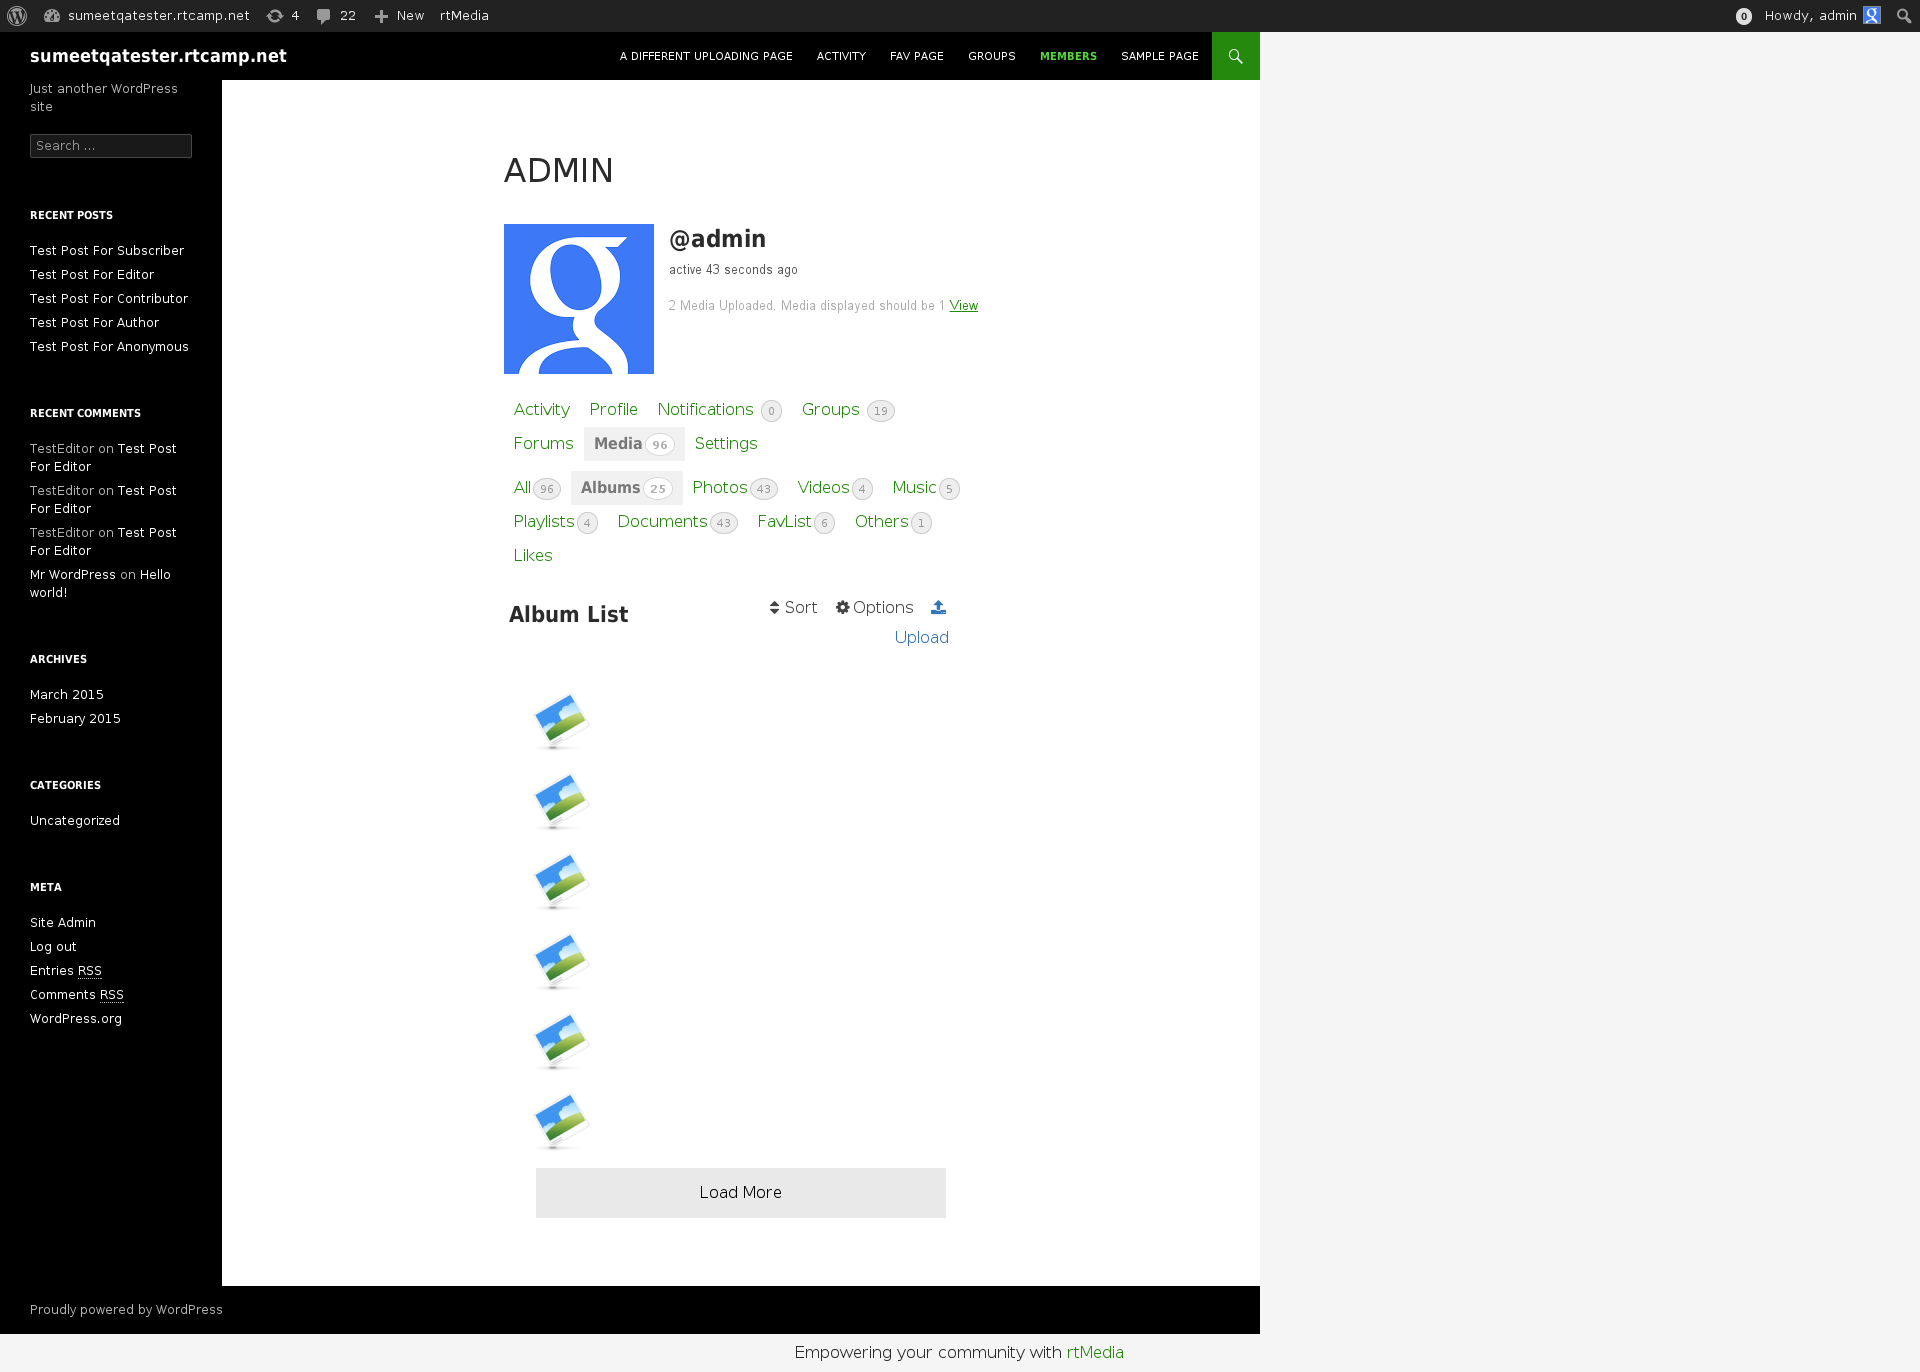 sumeetqatester.rtcamp.net 4 22 New rtMedia 0 Howdy, admin
sumeetqatester.rtcamp.net A DIFFERENT UPLOADING PAGE ACTIVITY FAV PAGE GROUPS MEMBERS SAMPLE PAGE
Just another WordPress
site
Search ...
RECENT POSTS
Test Post For Subscriber
Test Post For Editor
Test Post For Contributor
Test Post For Author
Test Post For Anonymous
RECENT COMMENTS
TestEditor on Test Post
For Editor
TestEditor on Test Post
For Editor
TestEditor on Test Post
For Editor
Mr WordPress on Hello
world!
ARCHIVES
March 2015
February 2015
CATEGORIES
Uncategorized
META
Site Admin
Log out
Entries RSS
Comments RSS
WordPress.org
ADMIN
g
@admin
active 43 seconds ago
2 Media Uploaded. Media displayed should be 1 View
Activity Profile Notifications 0 Groups 19
Forums Media 96 Settings
All 96 Albums 25 Photos 43 Videos 4 Music 5
Playlists 4 Documents 43 FavList 6 Others 1
Likes
Album List Sort Options
Upload
Load More
Proudly powered by WordPress
Empowering your community with rtMedia